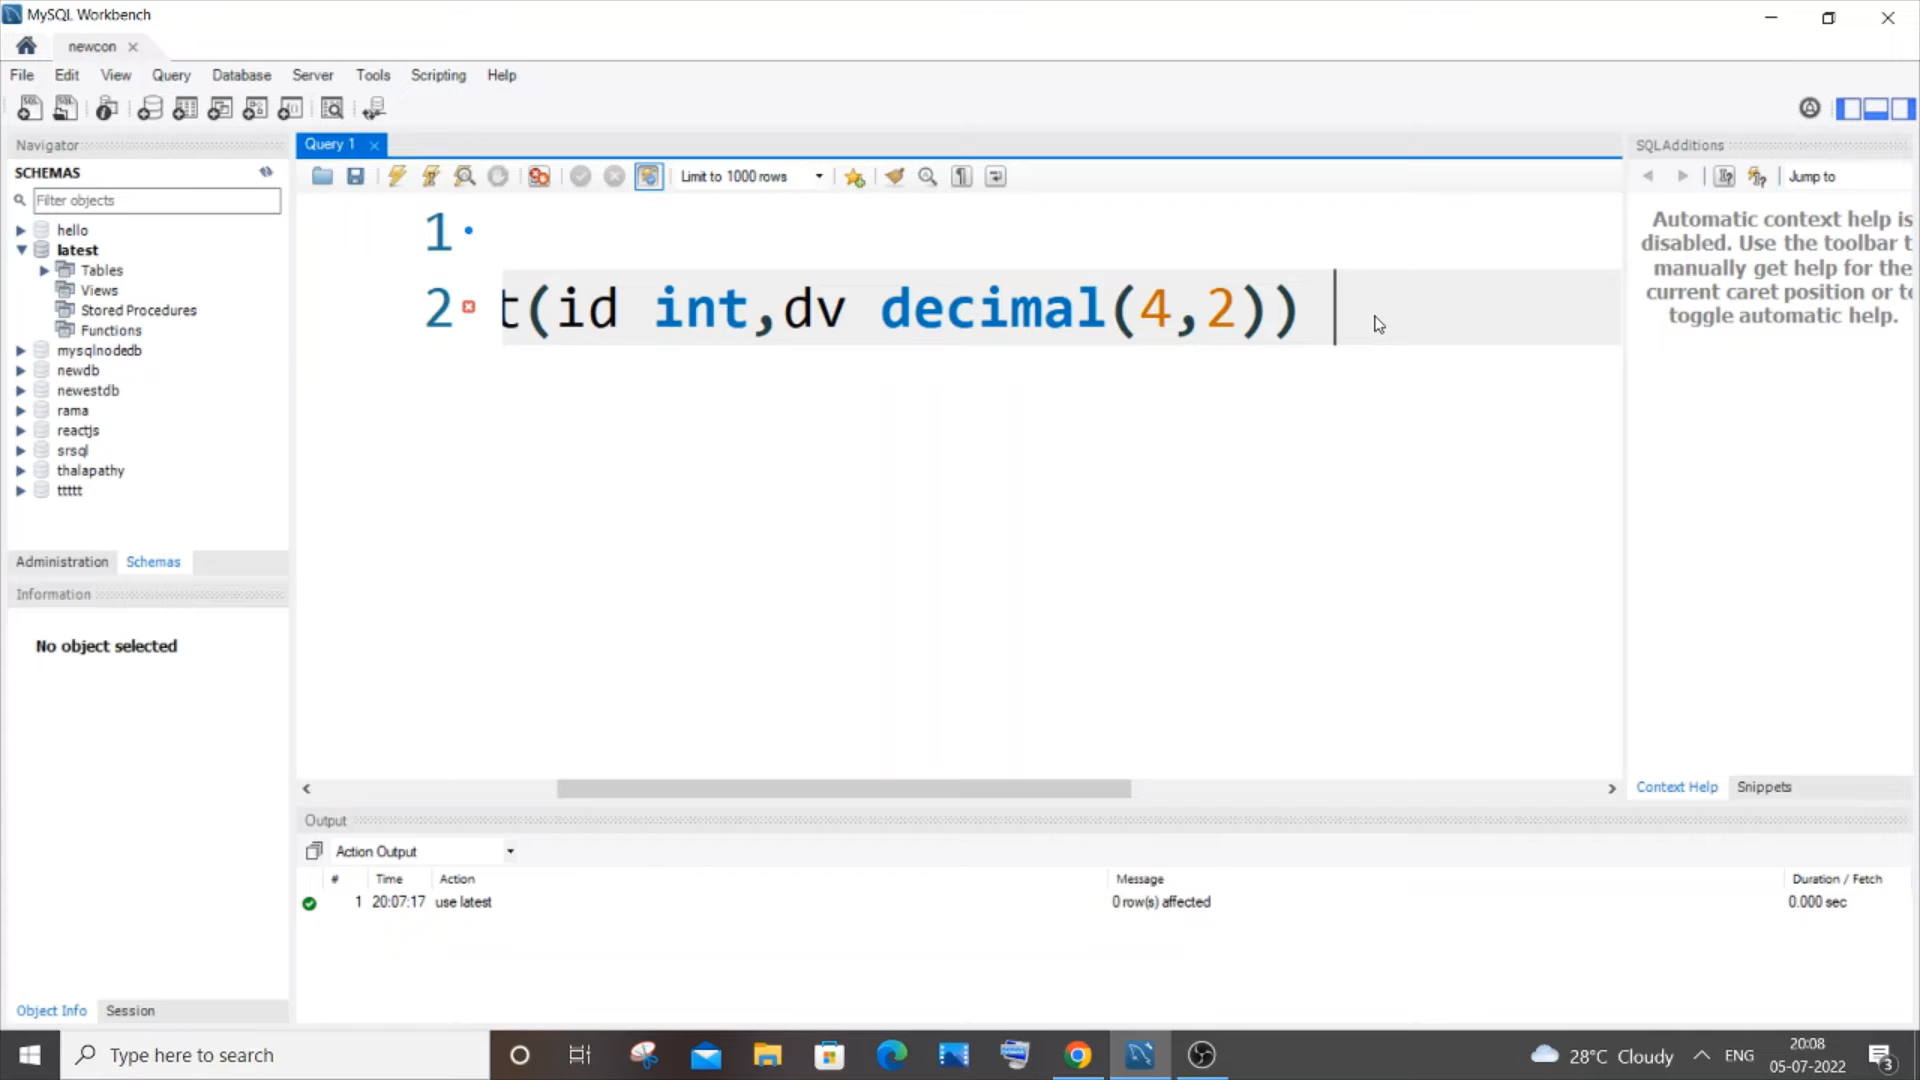 MySQL Workbench
newcon
File Edit View Query Database Server Tools Scripting Help
Navigator
SCHEMAS
Filter objects
hello
latest
Tables
Views
Stored Procedures
Functions
mysqlnodedb
newdb
newestdb
rama
reactjs
srsql
thalapathy
ttttt
Administration Schemas
Information
No object selected
Object Info Session
Query 1
Limit to 1000 rows
1
2 t(id int,dv decimal(4,2))
Output
Action Output
# Time Action Message Duration / Fetch
1 20:07:17 use latest 0 row(s) affected 0.000 sec
SQLAdditions
Jump to
Automatic context help is
disabled. Use the toolbar t
manually get help for the
current caret position or to
toggle automatic help.
Context Help Snippets
Type here to search
28°C Cloudy
ENG
20:08
05-07-2022
3